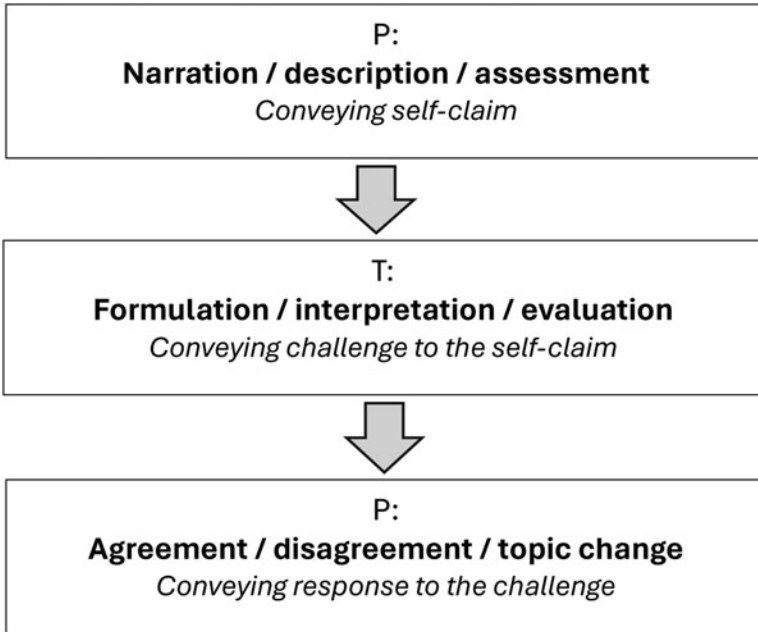 P:
Narration / description / assessment
Conveying self-claim
T:
Formulation / interpretation / evaluation
Conveying challenge to the self-claim
P:
Agreement / disagreement / topic change
Conveying response to the challenge